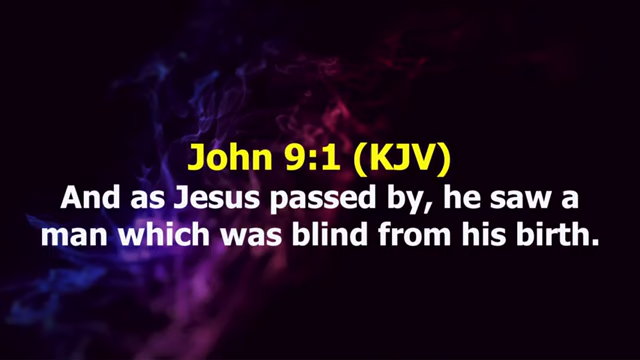 John 9:1 (KJV)
And as Jesus passed by, he saw a
man which was blind from his birth.